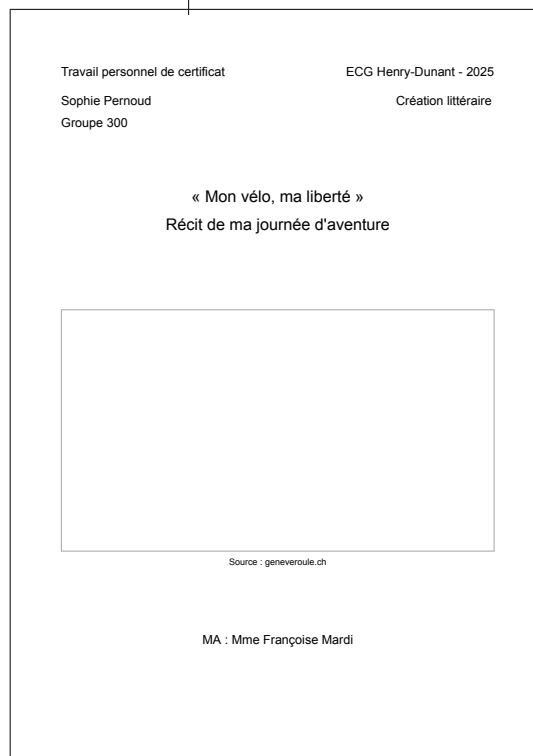 Travail personnel de certificat ECG Henry-Dunant - 2025
Sophie Pernoud Création littéraire
Groupe 300
« Mon vélo, ma liberté »
Récit de ma journée d'aventure
Source : geneveroule.ch
MA : Mme Françoise Mardi